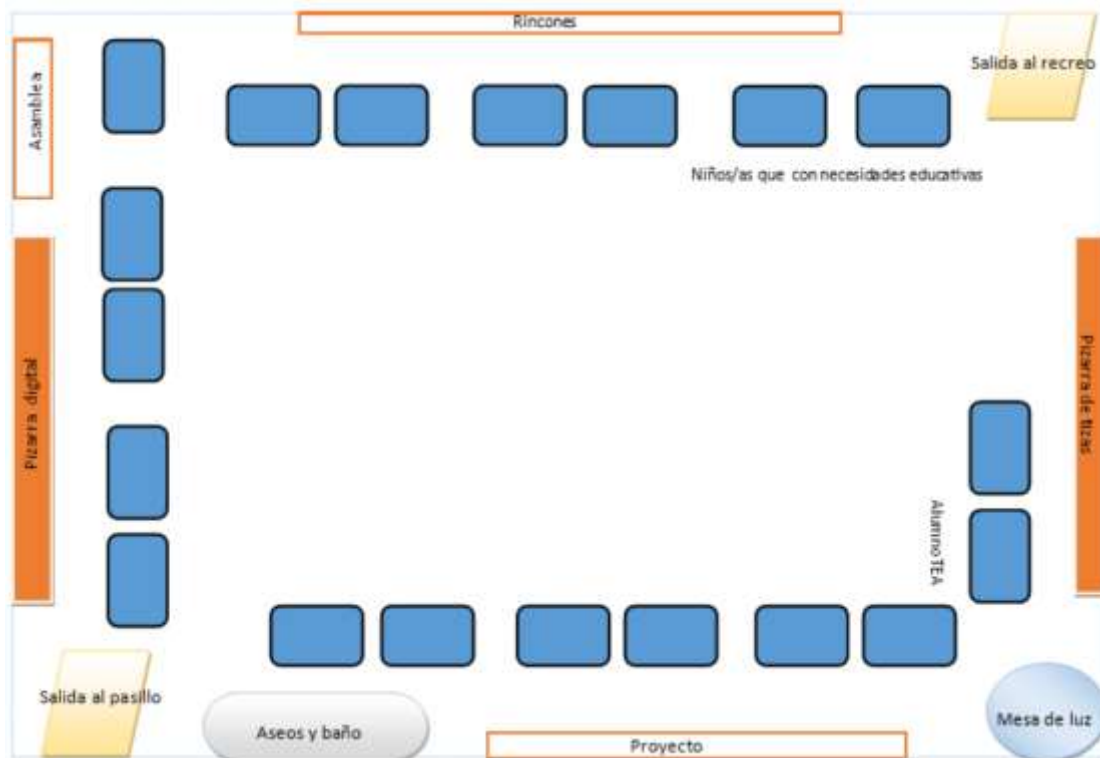 Rincones
Salida al recreo
Asamblea
Niños/as que con necesidades educativas
Pizarra digital
Pizarra de tizas
Alumno TEA
Salida al pasillo
Aseos y baño
Proyecto
Mesa de luz